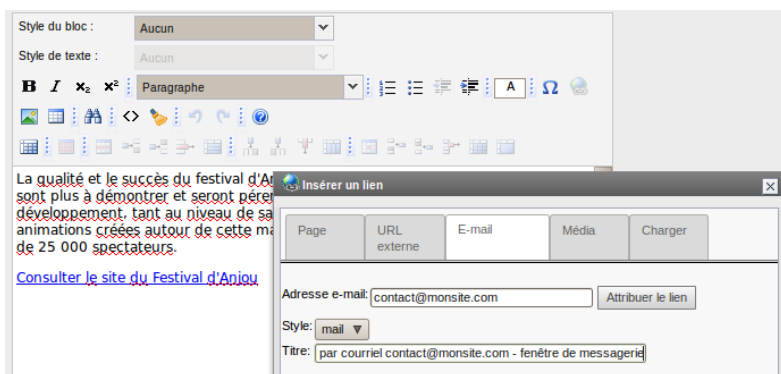 Style du bloc : Aucun
Style de texte : Aucun
B I x₂ x² Paragraphe A Ω
La qualité et le succès du festival d'An
sont plus à démontrer et seront pérer
développement, tant au niveau de sa
animations créées autour de cette ma
de 25 000 spectateurs.
Consulter le site du Festival d'Anjou
Insérer un lien
Page
URL externe
E-mail
Média
Charger
Adresse e-mail: contact@monsite.com Attribuer le lien
Style: mail
Titre: par courriel contact@monsite.com - fenêtre de messagerie